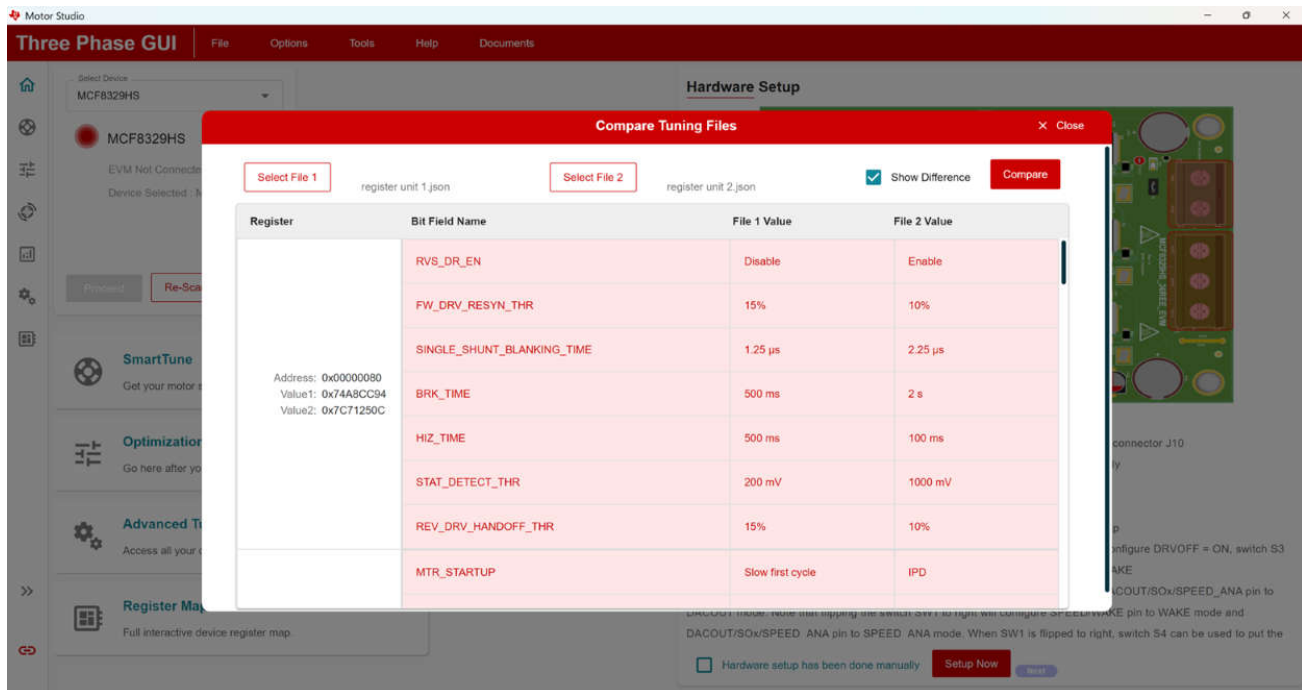 Motor Studio
Three Phase GUI File Options Tools Help Documents
Select Device
MCF8329HS
Hardware Setup
MCF8329HS
EVM Not Connecte
Device Selected : M
Proceed Re-Sca
Compare Tuning Files × Close
Select File 1 register unit 1.json Select File 2 register unit 2.json Show Difference Compare
Register Bit Field Name File 1 Value File 2 Value
RVS_DR_EN Disable Enable
FW_DRV_RESYN_THR 15% 10%
SINGLE_SHUNT_BLANKING_TIME 1.25 µs 2.25 µs
Address: 0x00000080
Value1: 0x74A8CC94
Value2: 0x7C71250C
BRK_TIME 500 ms 2 s
HIZ_TIME 500 ms 100 ms
STAT_DETECT_THR 200 mV 1000 mV
REV_DRV_HANDOFF_THR 15% 10%
MTR_STARTUP Slow first cycle IPD
SmartTune
Get your motor s
Optimization
Go here after yo
Advanced Tu
Access all your c
Register Map
Full interactive device register map
connector J10
ly
p
onfigure DRVOFF = ON, switch S3
AKE
ACOUT/SOx/SPEED_ANA pin to
DACOUT mode. Note that flipping the switch SW1 to right will configure SPEED/WAKE pin to WAKE mode and
DACOUT/SOx/SPEED_ANA pin to SPEED_ANA mode. When SW1 is flipped to right, switch S4 can be used to put the
Hardware setup has been done manually Setup Now Next